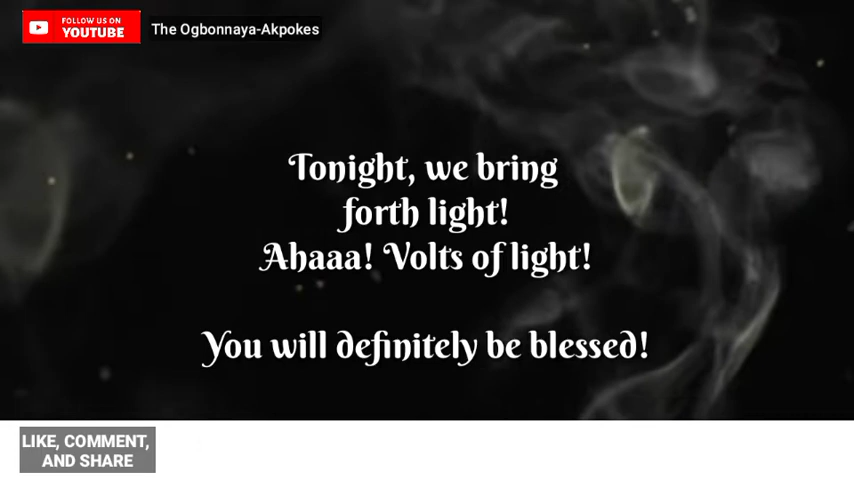 FOLLOW US ON
YOUTUBE
The Ogbonnaya-Akpokes
Tonight, we bring
forth light!
Ahaaa! Volts of light!
You will definitely be blessed!
LIKE, COMMENT,
AND SHARE